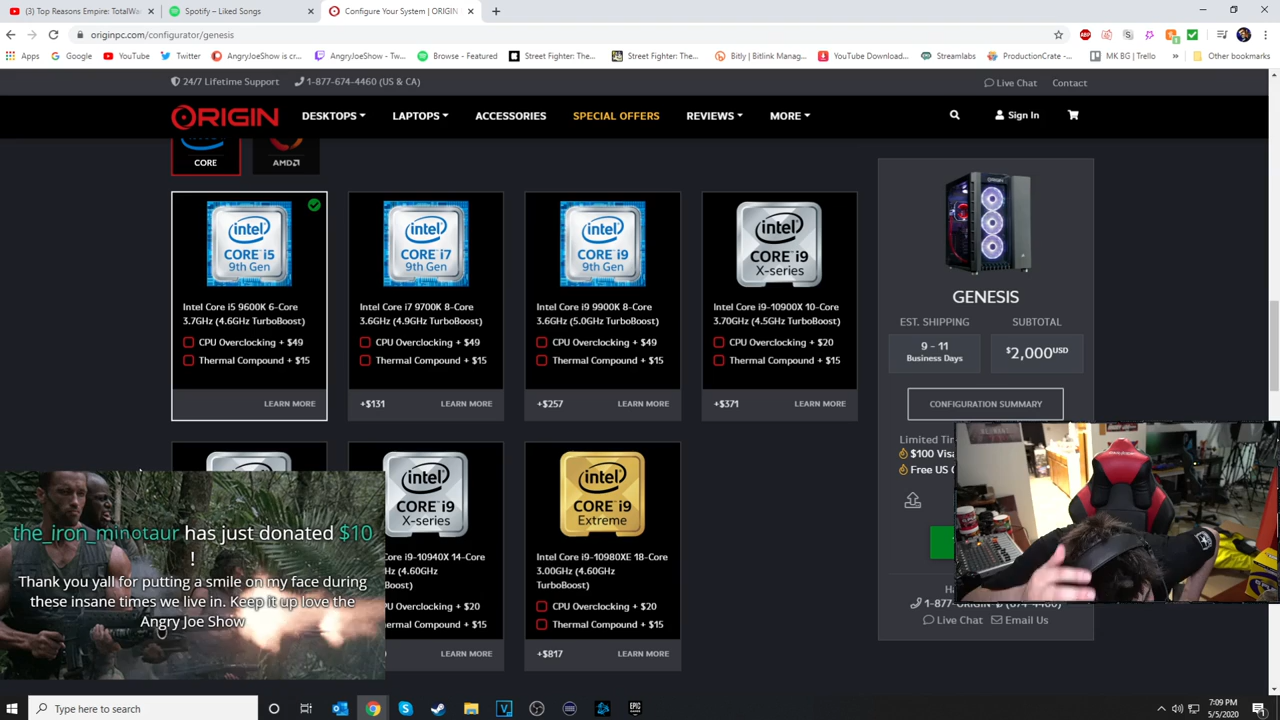 (3) Top Reasons Empire: TotalWa
Spotify – Liked Songs
Configure Your System | ORIGIN
originpc.com/configurator/genesis
Apps
Google
YouTube
Twitter
AngryJoeShow is cr...
AngryJoeShow - Tw...
Browse - Featured
Street Fighter: The...
Street Fighter: The...
Bitly | Bitlink Manag...
YouTube Download...
Streamlabs
ProductionCrate - ...
MK BG | Trello
Other bookmarks
24/7 Lifetime Support
1-877-674-4460 (US & CA)
Live Chat
Contact
ORIGIN
DESKTOPS
LAPTOPS
ACCESSORIES
SPECIAL OFFERS
REVIEWS
MORE
Sign In
CORE
AMD
intel CORE i5 9th Gen
Intel Core i5 9600K 6-Core
3.7GHz (4.6GHz TurboBoost)
CPU Overclocking + $49
Thermal Compound + $15
LEARN MORE
intel CORE i7 9th Gen
Intel Core i7 9700K 8-Core
3.6GHz (4.9GHz TurboBoost)
CPU Overclocking + $49
Thermal Compound + $15
+$131
LEARN MORE
intel CORE i9 9th Gen
Intel Core i9 9900K 8-Core
3.6GHz (5.0GHz TurboBoost)
CPU Overclocking + $49
Thermal Compound + $15
+$257
LEARN MORE
intel CORE i9 X-series
Intel Core i9-10900X 10-Core
3.70GHz (4.5GHz TurboBoost)
CPU Overclocking + $20
Thermal Compound + $15
+$371
LEARN MORE
GENESIS
EST. SHIPPING
SUBTOTAL
9 - 11
Business Days
$2,000USD
CONFIGURATION SUMMARY
Limited Tim
$100 Visa
Free US G
intel CORE i9 X-series
Core i9-10940X 14-Core
(4.60GHz
Boost)
CPU Overclocking + $20
Thermal Compound + $15
LEARN MORE
intel CORE i9 Extreme
Intel Core i9-10980XE 18-Core
3.00GHz (4.60GHz
TurboBoost)
CPU Overclocking + $20
Thermal Compound + $15
+$817
LEARN MORE
1-877-ORIGIN-P (674-4460)
Live Chat
Email Us
the_iron_minotaur has just donated $10
!
Thank you yall for putting a smile on my face during
these insane times we live in. Keep it up love the
Angry Joe Show
Type here to search
7:09 PM
5/5/2020